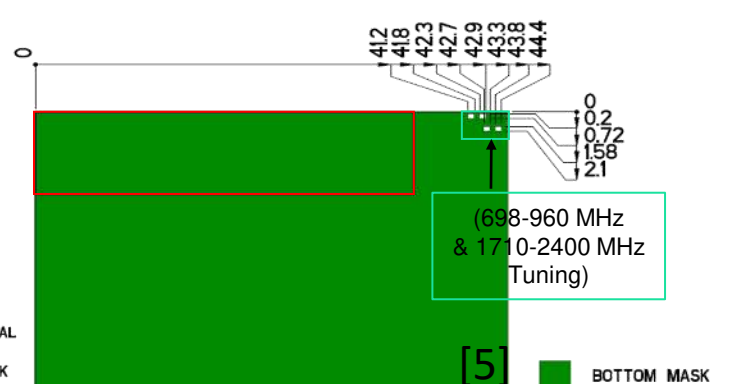 0
41.2
41.8
42.3
42.7
42.9
43.3
43.8
44.4
0
0.2
0.72
1.58
2.1
(698-960 MHz
& 1710-2400 MHz
Tuning)
AL
K
[5]
BOTTOM MASK